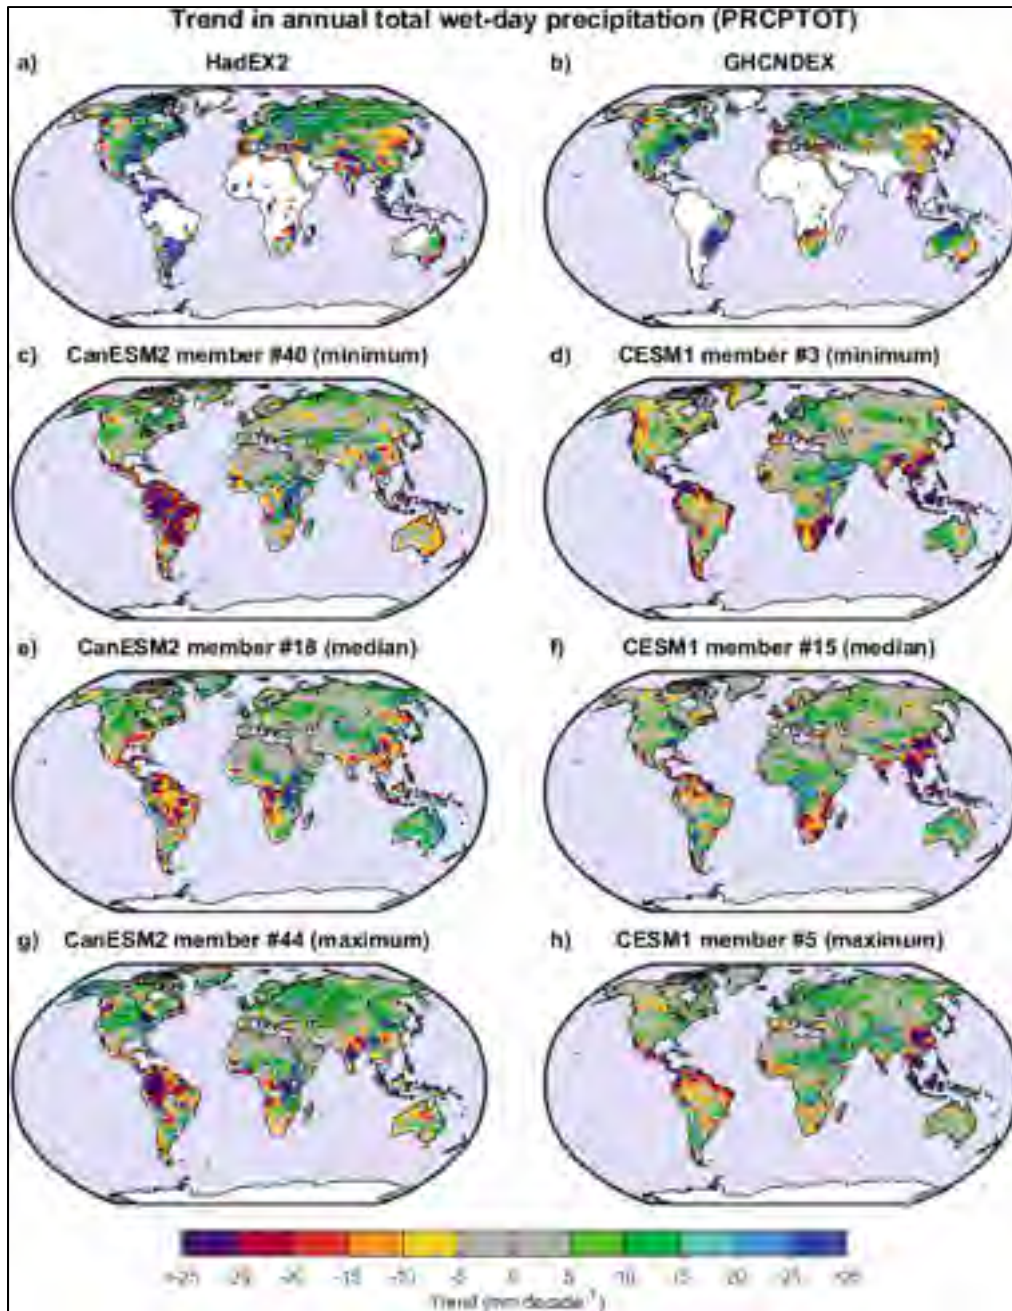 Trend in annual total wet-day precipitation (PRCPTOT)
a) HadEX2
b) GHCNDEX
c) CanESM2 member #40 (minimum)
d) CESM1 member #3 (minimum)
e) CanESM2 member #18 (median)
f) CESM1 member #15 (median)
g) CanESM2 member #44 (maximum)
h) CESM1 member #5 (maximum)
-15 -10 -5 0 5 10 15 20
Trend (mm decade⁻¹)